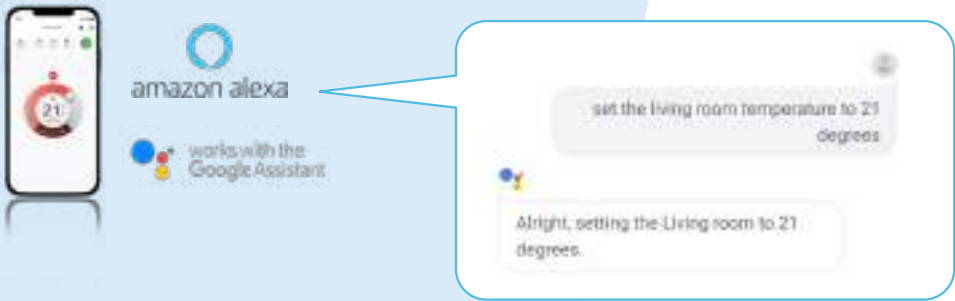 21
amazon alexa
works with the
Google Assistant
set the living room temperature to 21
degrees
Alright, setting the Living room to 21
degrees.